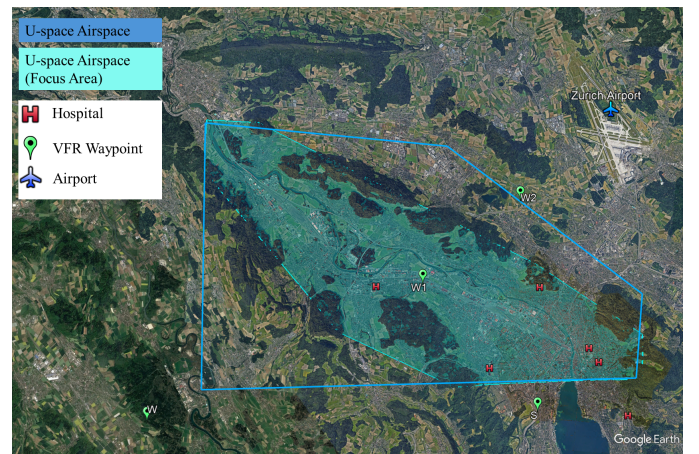 U-space Airspace
U-space Airspace
(Focus Area)
H Hospital
VFR Waypoint
Airport
Zurich Airport
W2
W1
H
H
H
H
H
W
S
H
Google Earth